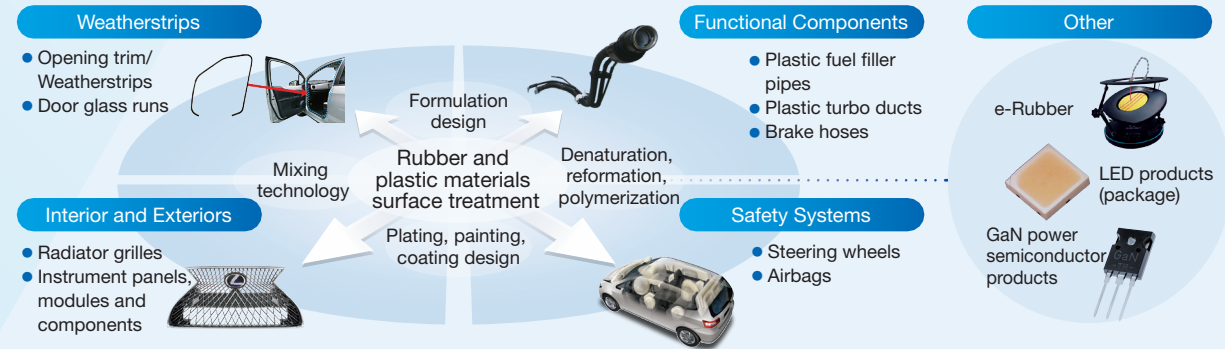 Weatherstrips
● Opening trim/
Weatherstrips
● Door glass runs
Functional Components
● Plastic fuel filler
pipes
● Plastic turbo ducts
● Brake hoses
Other
e-Rubber
LED products
(package)
GaN power
semiconductor
products
GaN
Formulation
design
Mixing
technology
Rubber and
plastic materials
surface treatment
Denaturation,
reformation,
polymerization
Plating, painting,
coating design
Interior and Exteriors
● Radiator grilles
● Instrument panels,
modules and
components
Safety Systems
● Steering wheels
● Airbags